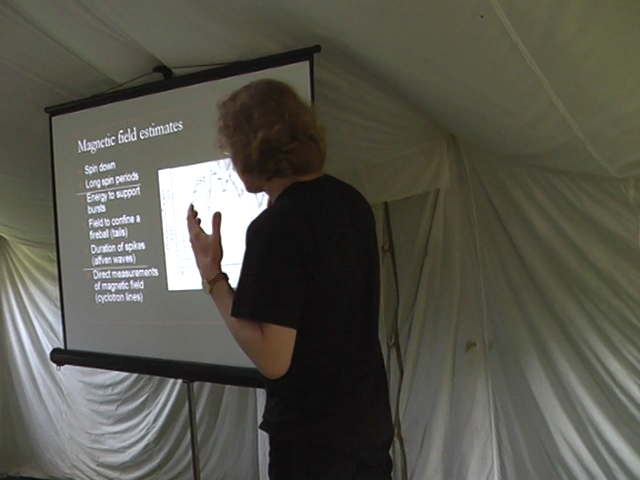 Magnetic field estimates
Spin down
Long spin periods
Energy to support
bursts
Field to confine a
fireball (tails)
Duration of spikes
(alfven waves)
Direct measurements
of magnetic field
(cyclotron lines)